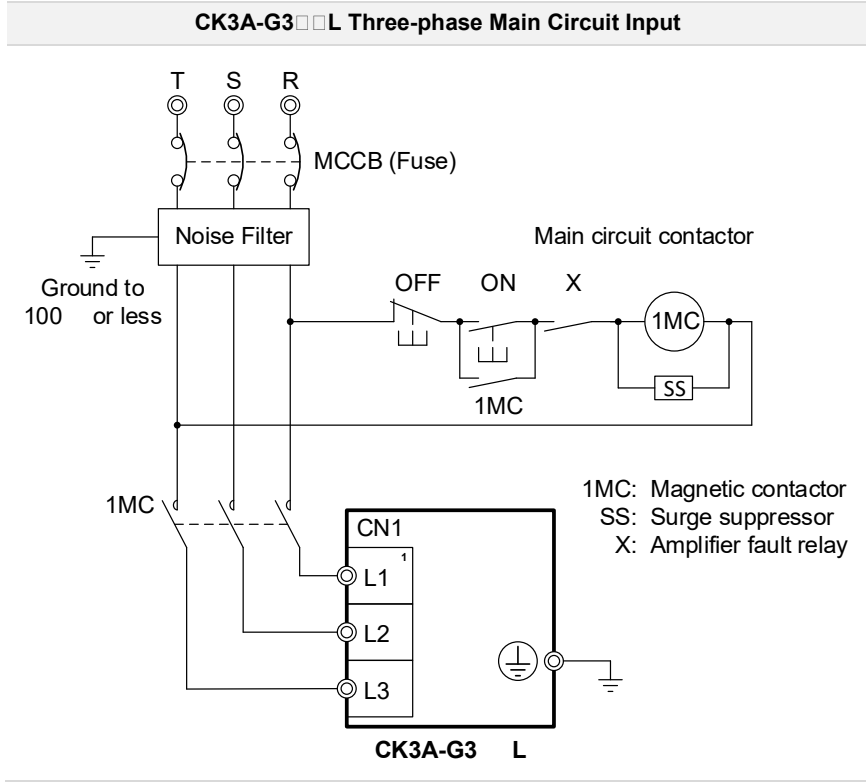 CK3A-G3□□L Three-phase Main Circuit Input
T S R
MCCB (Fuse)
Noise Filter
Main circuit contactor
Ground to
100 or less
OFF ON X
1MC
SS
1MC
1MC
1MC: Magnetic contactor
SS: Surge suppressor
X: Amplifier fault relay
CN1
1
L1
L2
L3
CK3A-G3 L